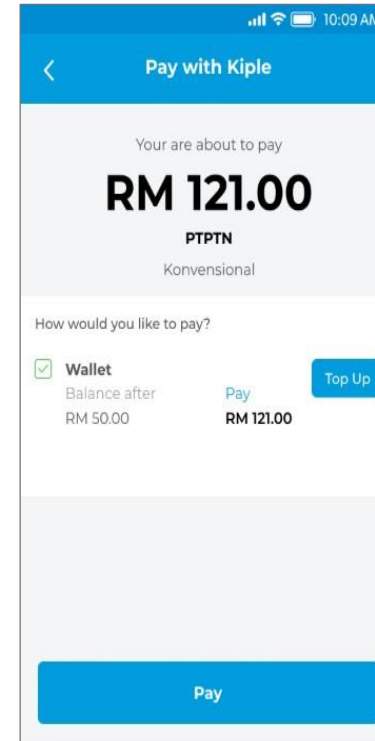 10:09 AM
Pay with Kiple
Your are about to pay
RM 121.00
PTPTN
Konvensional
How would you like to pay?
Wallet
Top Up
Balance after Pay
RM 50.00 RM 121.00
Pay